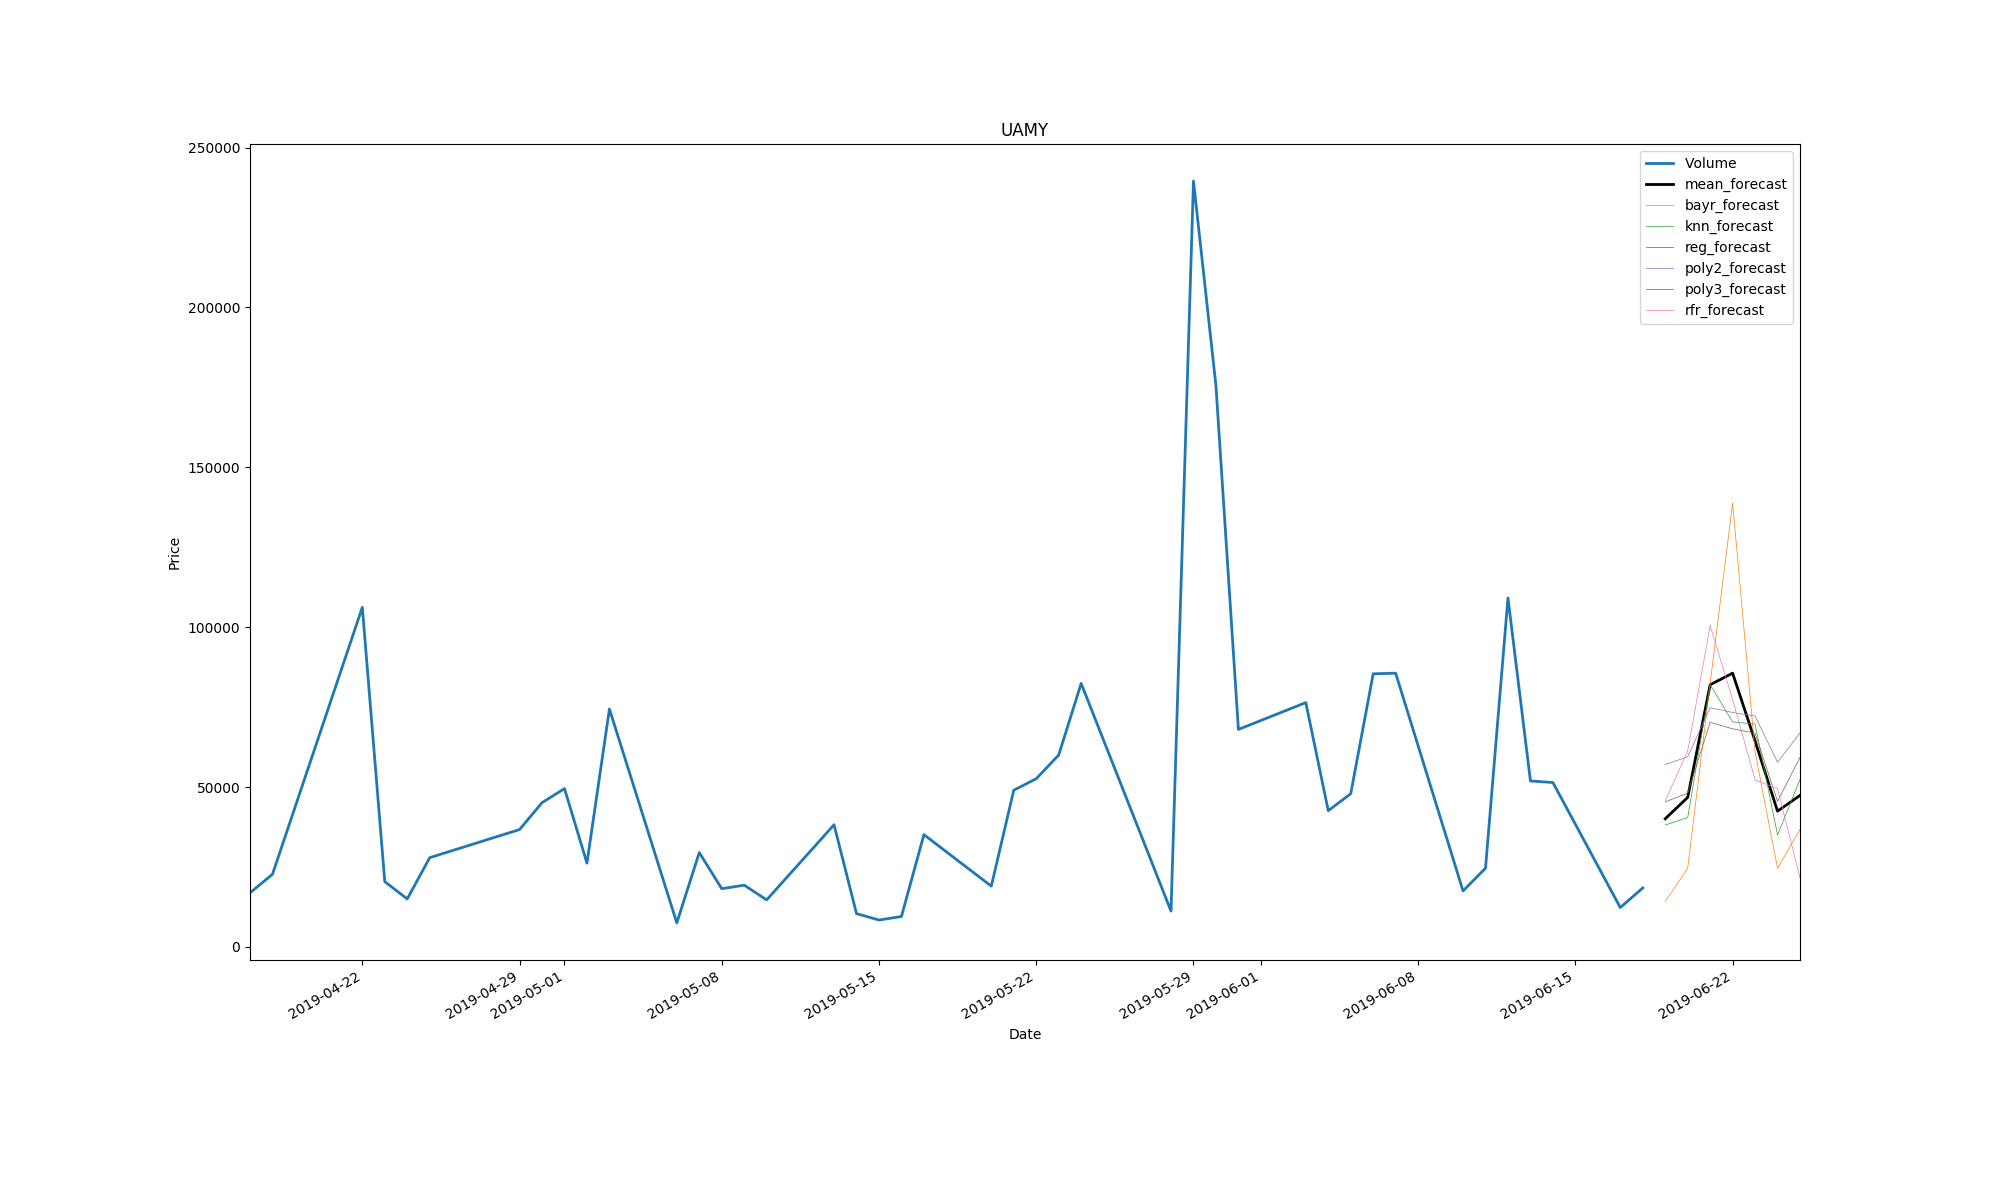 UAMY
250000
200000
150000
100000
50000
0
Price
Volume
mean_forecast
bayr_forecast
knn_forecast
reg_forecast
poly2_forecast
poly3_forecast
rfr_forecast
2019-04-22
2019-04-29
2019-05-01
2019-05-08
2019-05-15
2019-05-22
2019-05-29
2019-06-01
2019-06-08
2019-06-15
2019-06-22
Date